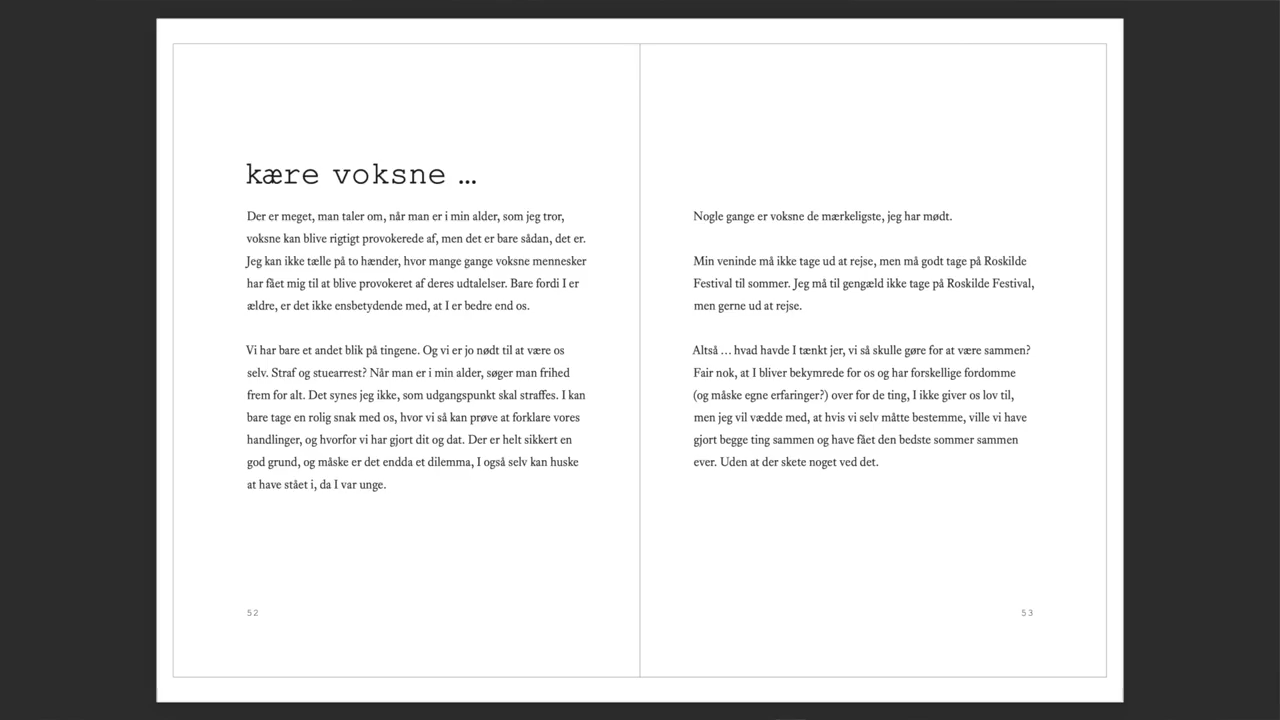 kære voksne ...
Der er meget, man taler om, når man er i min alder, som jeg tror,
voksne kan blive rigtigt provokerede af, men det er bare sådan, det er.
Jeg kan ikke tælle på to hænder, hvor mange gange voksne mennesker
har fået mig til at blive provokeret af deres udtalelser. Bare fordi I er
ældre, er det ikke ensbetydende med, at I er bedre end os.
Vi har bare et andet blik på tingene. Og vi er jo nødt til at være os
selv. Straf og stuearrest? Når man er i min alder, søger man frihed
frem for alt. Det synes jeg ikke, som udgangspunkt skal straffes. I kan
bare tage en rolig snak med os, hvor vi så kan prøve at forklare vores
handlinger, og hvorfor vi har gjort dit og dat. Der er helt sikkert en
god grund, og måske er det endda et dilemma, I også selv kan huske
at have stået i, da I var unge.
52
Nogle gange er voksne de mærkeligste, jeg har mødt.
Min veninde må ikke tage ud at rejse, men må godt tage på Roskilde
Festival til sommer. Jeg må til gengæld ikke tage på Roskilde Festival,
men gerne ud at rejse.
Altså ... hvad havde I tænkt jer, vi så skulle gøre for at være sammen?
Fair nok, at I bliver bekymrede for os og har forskellige fordomme
(og måske egne erfaringer?) over for de ting, I ikke giver os lov til,
men jeg vil vædde med, at hvis vi selv måtte bestemme, ville vi have
gjort begge ting sammen og have fået den bedste sommer sammen
ever. Uden at der skete noget ved det.
53